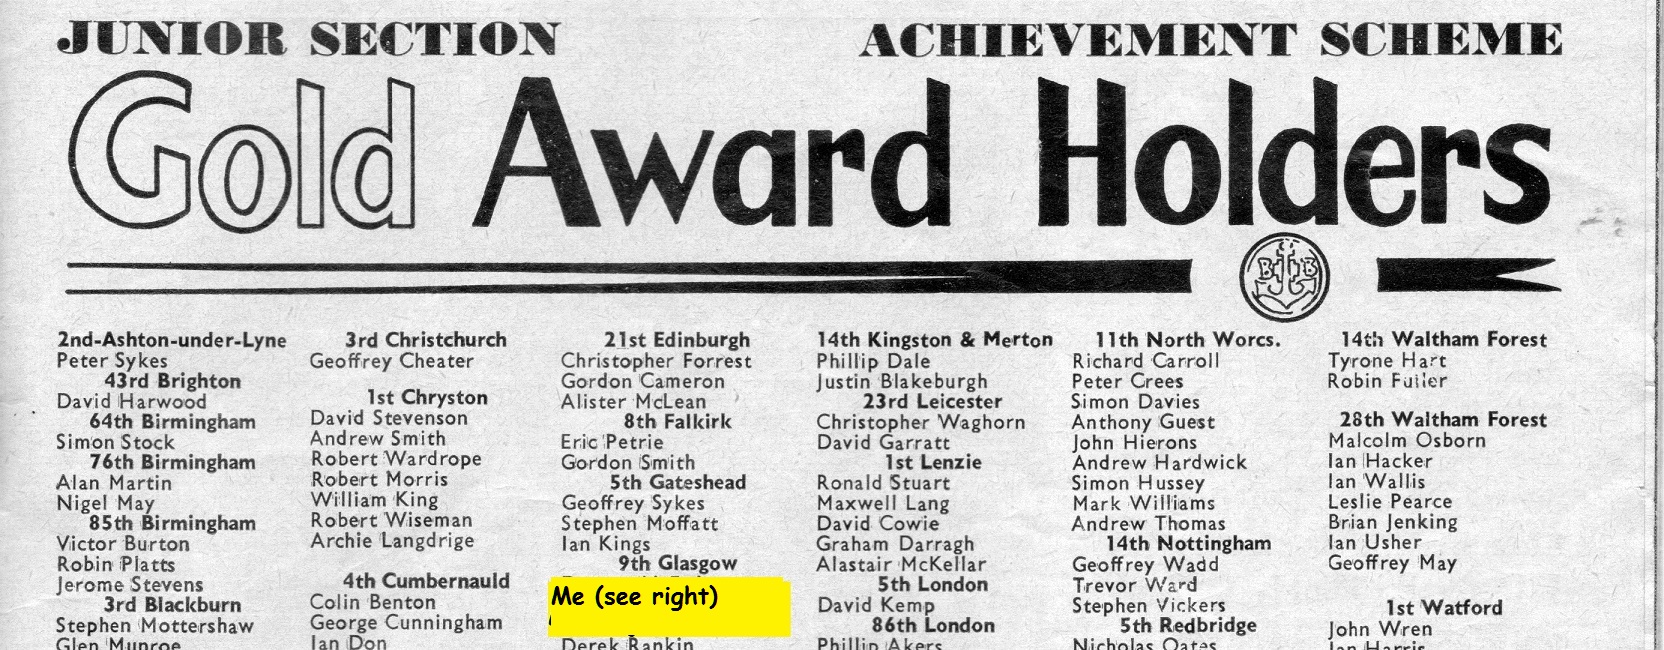 JUNIOR SECTION ACHIEVEMENT SCHEME
Gold Award Holders
B B
2nd-Ashton-under-Lyne
Peter Sykes
43rd Brighton
David Harwood
64th Birmingham
Simon Stock
76th Birmingham
Alan Martin
Nigel May
85th Birmingham
Victor Burton
Robin Platts
Jerome Stevens
3rd Blackburn
Stephen Mottershaw
Glen Munroe
3rd Christchurch
Geoffrey Cheater
1st Chryston
David Stevenson
Andrew Smith
Robert Wardrope
Robert Morris
William King
Robert Wiseman
Archie Langdrige
4th Cumbernauld
Colin Benton
George Cunningham
Ian Don
21st Edinburgh
Christopher Forrest
Gordon Cameron
Alister McLean
8th Falkirk
Eric Petrie
Gordon Smith
5th Gateshead
Geoffrey Sykes
Stephen Moffatt
Ian Kings
9th Glasgow
Me (see right)
Derek Rankin
14th Kingston & Merton
Phillip Dale
Justin Blakeburgh
23rd Leicester
Christopher Waghorn
David Garratt
1st Lenzie
Ronald Stuart
Maxwell Lang
David Cowie
Graham Darragh
Alastair McKellar
5th London
David Kemp
86th London
Phillip Akers
11th North Worcs.
Richard Carroll
Peter Crees
Simon Davies
Anthony Guest
John Hierons
Andrew Hardwick
Simon Hussey
Mark Williams
Andrew Thomas
14th Nottingham
Geoffrey Wadd
Trevor Ward
Stephen Vickers
5th Redbridge
Nicholas Oates
14th Waltham Forest
Tyrone Hart
Robin Fuller
28th Waltham Forest
Malcolm Osborn
Ian Hacker
Ian Wallis
Leslie Pearce
Brian Jenking
Ian Usher
Geoffrey May
1st Watford
John Wren
Ian Harris